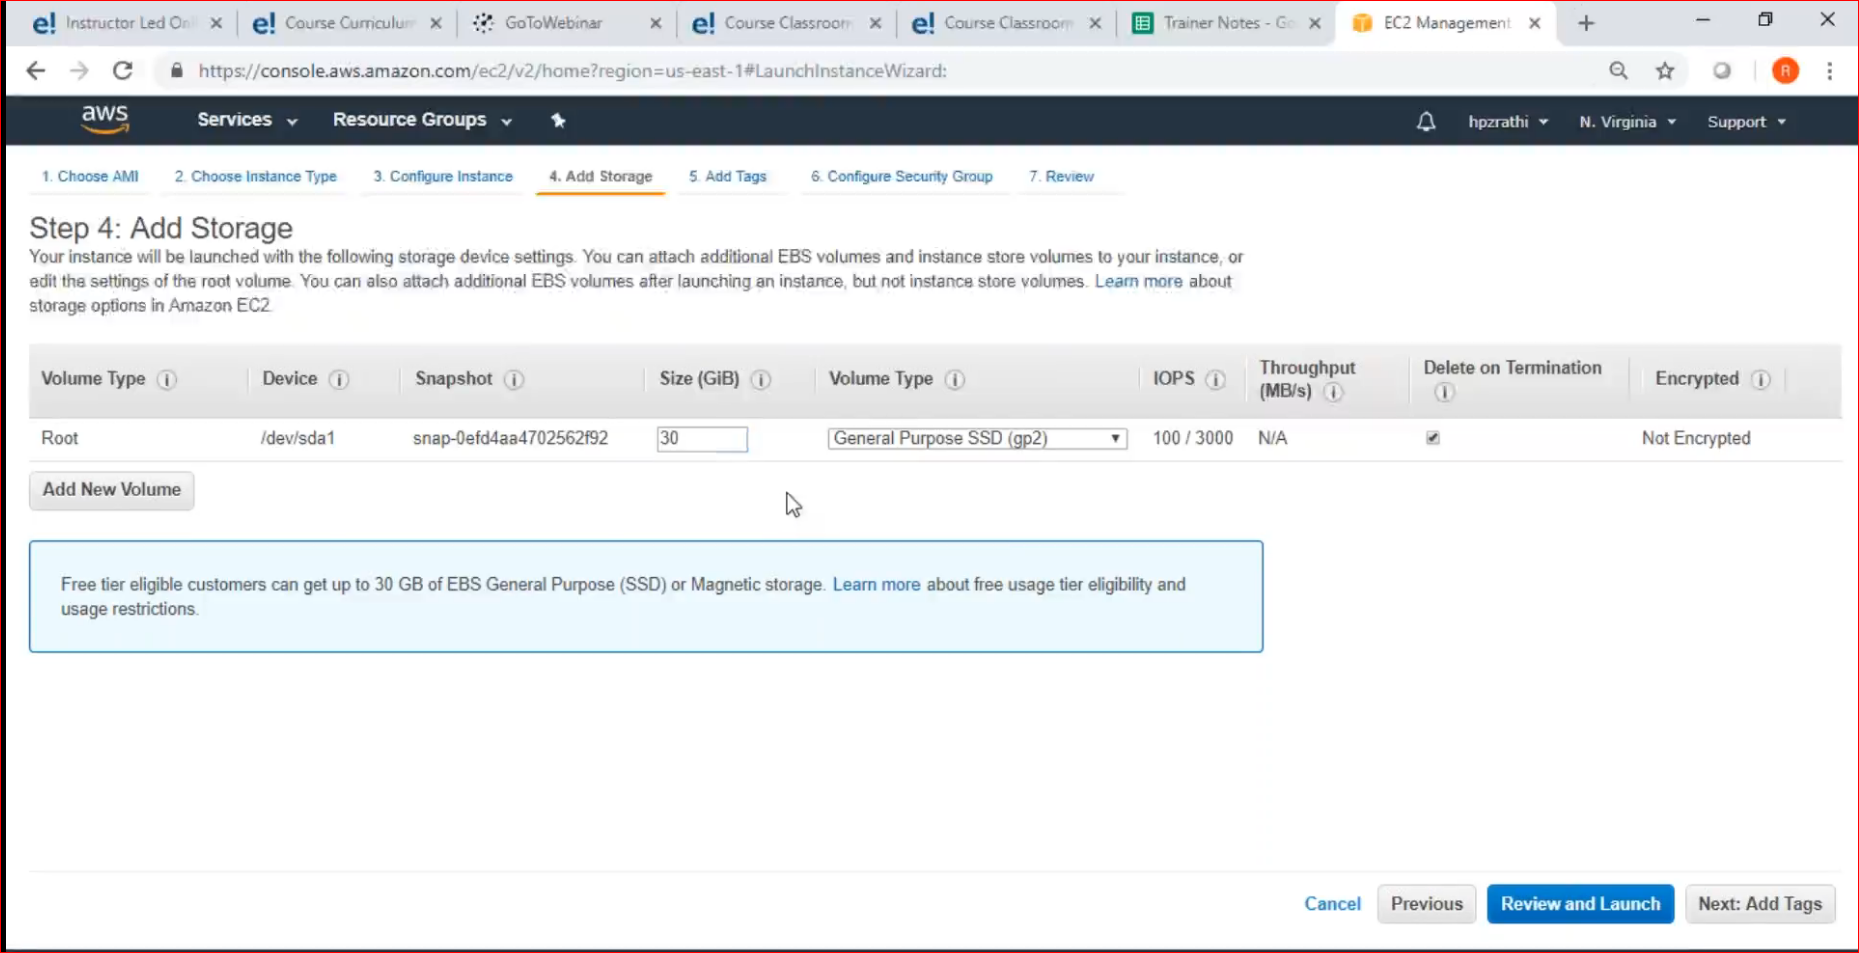 Instructor Led Onl
Course Curriculum
GoToWebinar
Course Classroom
Course Classroom
Trainer Notes - Go
EC2 Management
https://console.aws.amazon.com/ec2/v2/home?region=us-east-1#LaunchInstanceWizard:
R
aws
Services
Resource Groups
hpzrathi
N. Virginia
Support
1. Choose AMI
2. Choose Instance Type
3. Configure Instance
4. Add Storage
5. Add Tags
6. Configure Security Group
7. Review
Step 4: Add Storage
Your instance will be launched with the following storage device settings. You can attach additional EBS volumes and instance store volumes to your instance, or
edit the settings of the root volume. You can also attach additional EBS volumes after launching an instance, but not instance store volumes. Learn more about
storage options in Amazon EC2.
Volume Type
Device
Snapshot
Size (GiB)
Volume Type
IOPS
Throughput
(MB/s)
Delete on Termination
Encrypted
Root
/dev/sda1
snap-0efd4aa4702562f92
30
General Purpose SSD (gp2)
100 / 3000
N/A
Not Encrypted
Add New Volume
Free tier eligible customers can get up to 30 GB of EBS General Purpose (SSD) or Magnetic storage. Learn more about free usage tier eligibility and
usage restrictions.
Cancel
Previous
Review and Launch
Next: Add Tags